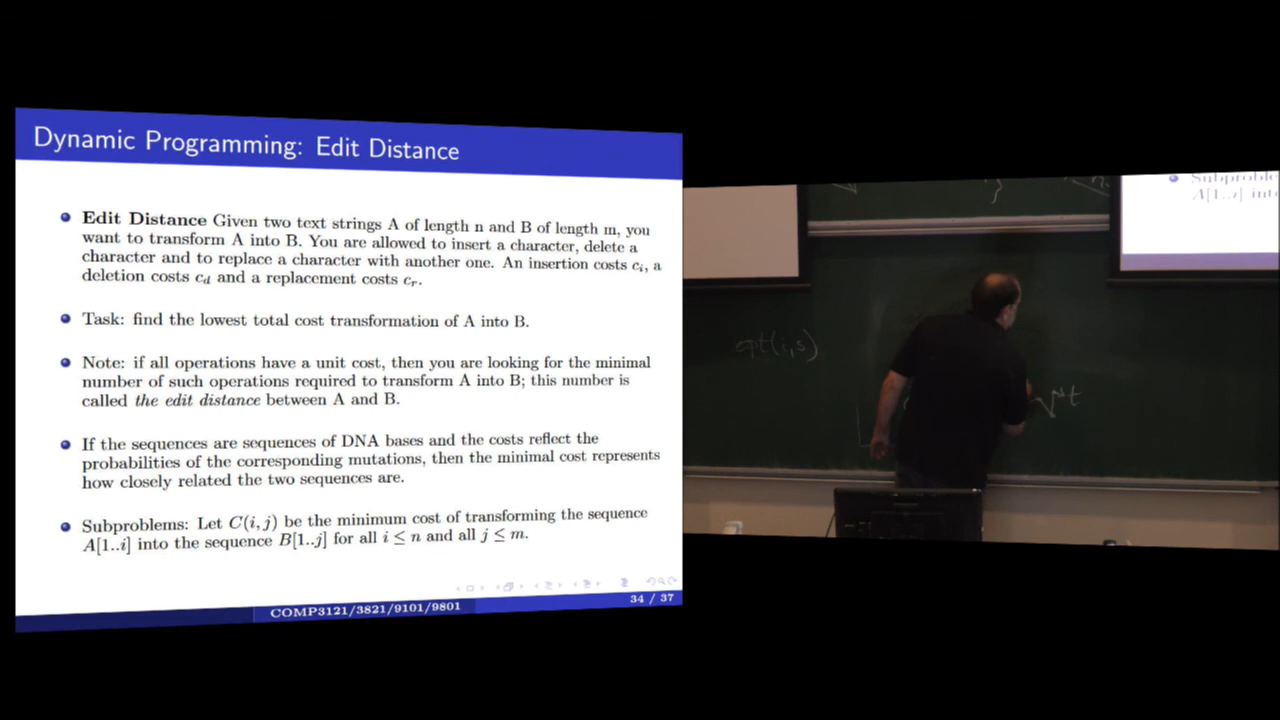 Dynamic Programming: Edit Distance
Edit Distance Given two text strings A of length n and B of length m, you
want to transform A into B. You are allowed to insert a character, delete a
character and to replace a character with another one. An insertion costs c_i, a
deletion costs c_d and a replacement costs c_r.
Task: find the lowest total cost transformation of A into B.
Note: if all operations have a unit cost, then you are looking for the minimal
number of such operations required to transform A into B; this number is
called the edit distance between A and B.
If the sequences are sequences of DNA bases and the costs reflect the
probabilities of the corresponding mutations, then the minimal cost represents
how closely related the two sequences are.
Subproblems: Let C(i, j) be the minimum cost of transforming the sequence
A[1..i] into the sequence B[1..j] for all i ≤ n and all j ≤ m.
COMP3121/3821/9101/9801
34 / 37
opt(i,s)
A[1..i] int